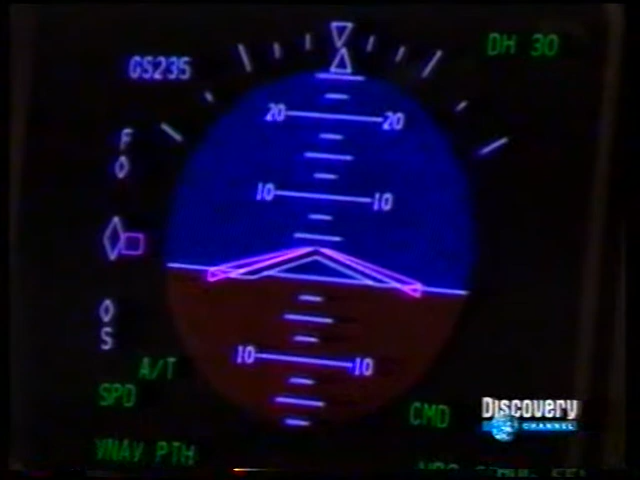 DH 30
GS235
20 20
F
10 10
S
10 10
A/T
SPD
CMD
Discovery
CHANNEL
VNAV PTH